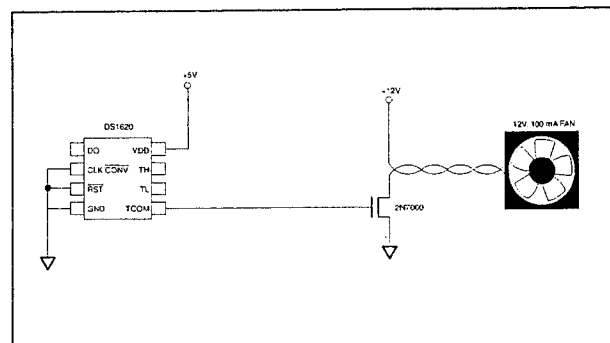 +5V
+12V
DS1620
12V, 100 mA FAN
DQ VDD
CLK/CONV TH
RST TL
GND TCOM
2N7000